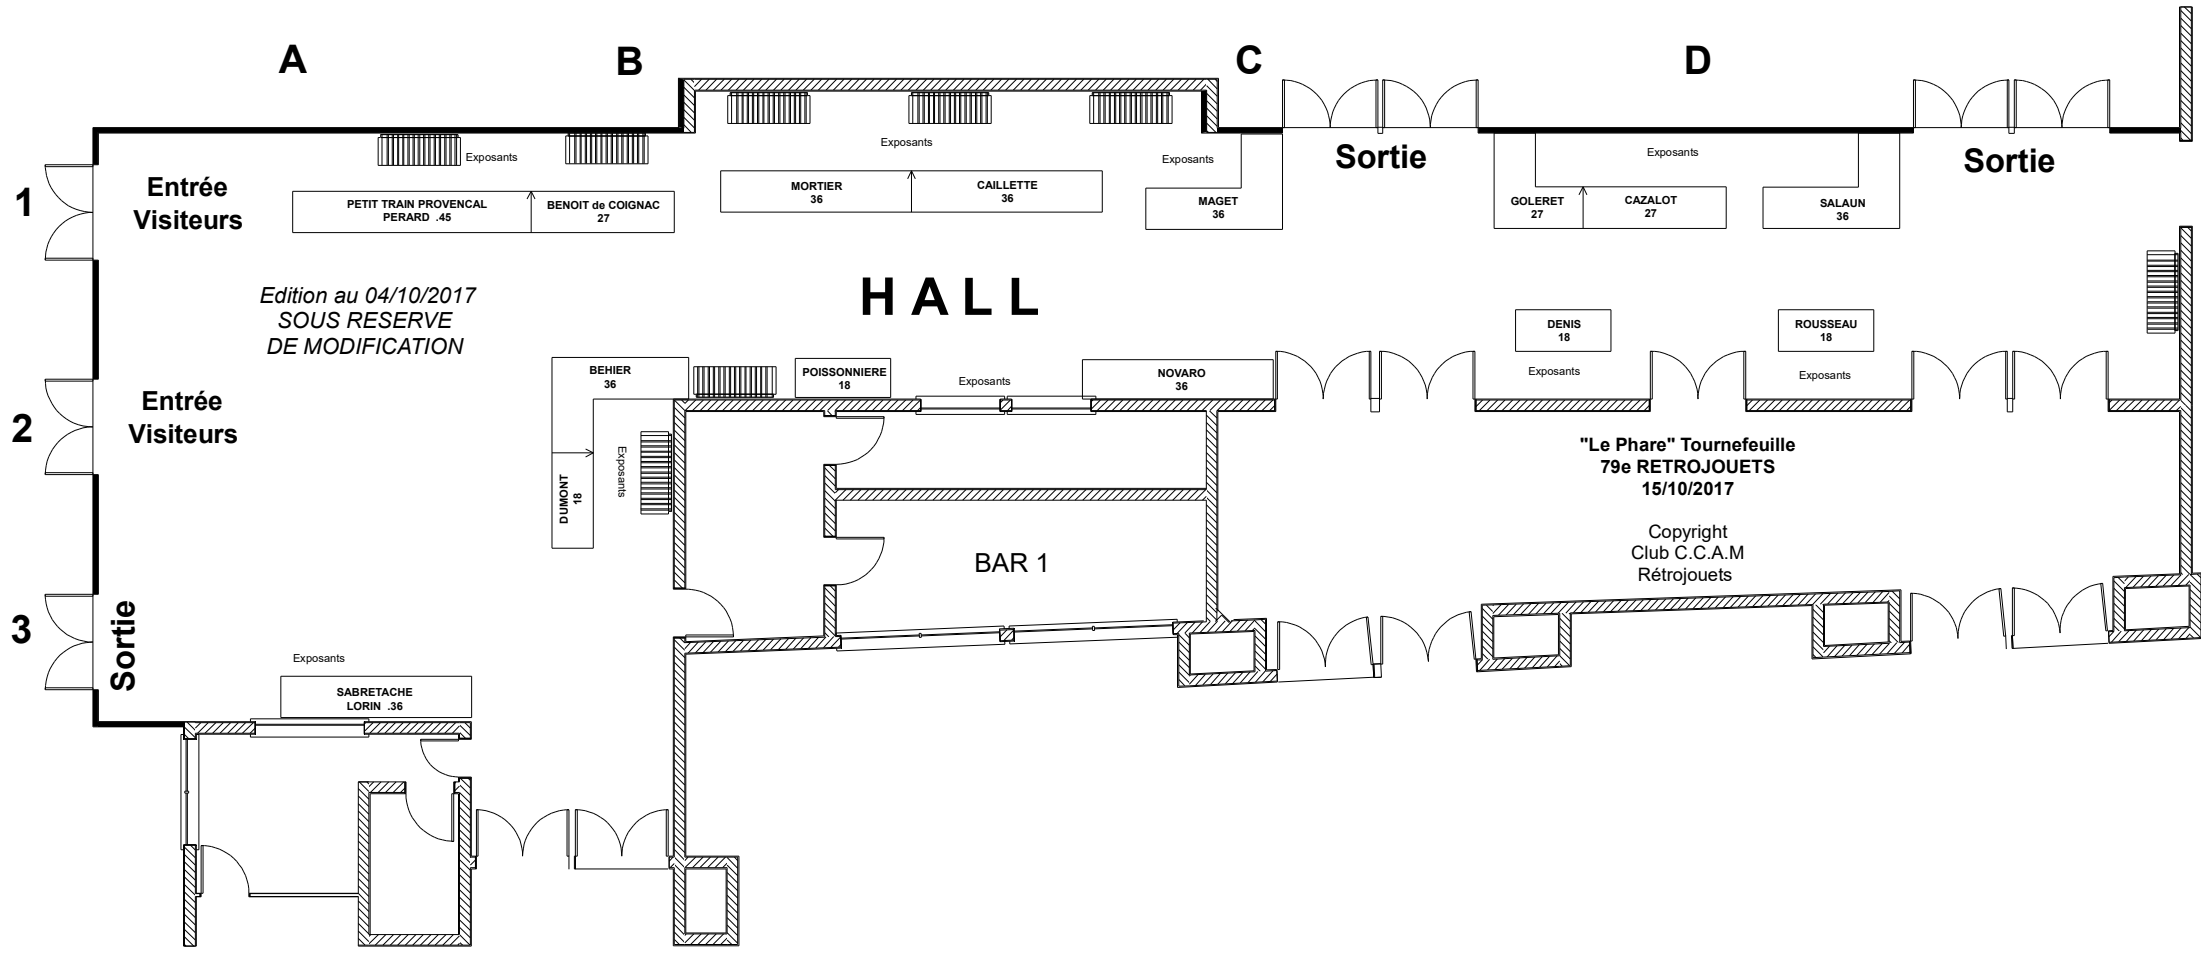 A
B
C
D
1
Entrée
Visiteurs
Exposants
PETIT TRAIN PROVENCAL
PERARD .45
BENOIT de COIGNAC
27
Exposants
MORTIER
36
CAILLETTE
36
Exposants
MAGET
36
Sortie
Exposants
GOLERET
27
CAZALOT
27
SALAUN
36
Sortie
Edition au 04/10/2017
SOUS RESERVE
DE MODIFICATION
H A L L
DENIS
18
Exposants
ROUSSEAU
18
Exposants
BEHIER
36
POISSONNIERE
18
Exposants
NOVARO
36
2
Entrée
Visiteurs
Exposants
DUMONT
18
BAR 1
"Le Phare" Tournefeuille
79e RETROJOUETS
15/10/2017
Copyright
Club C.C.A.M
Rétrojouets
3
Sortie
Exposants
SABRETACHE
LORIN .36